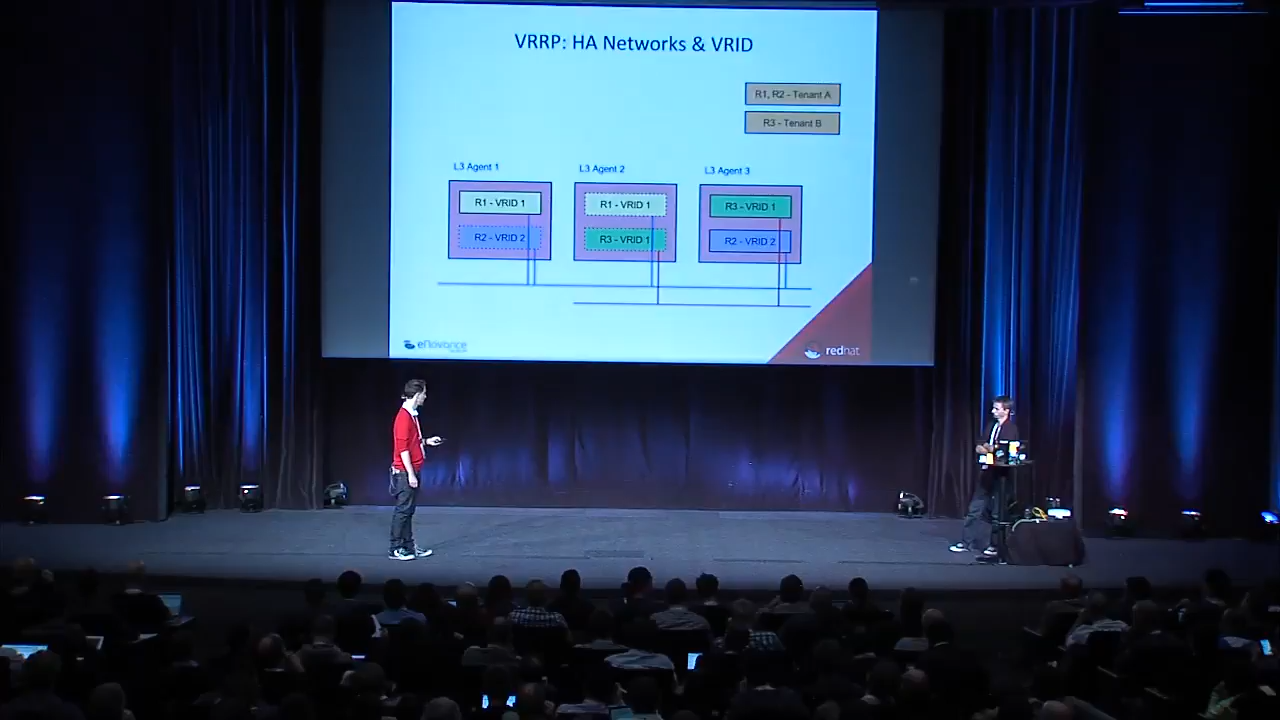 VRRP: HA Networks & VRID
R1, R2 - Tenant A
R3 - Tenant B
L3 Agent 1
L3 Agent 2
L3 Agent 3
R1 - VRID 1
R1 - VRID 1
R3 - VRID 1
R2 - VRID 2
R3 - VRID 1
R2 - VRID 2
eNovance
redhat